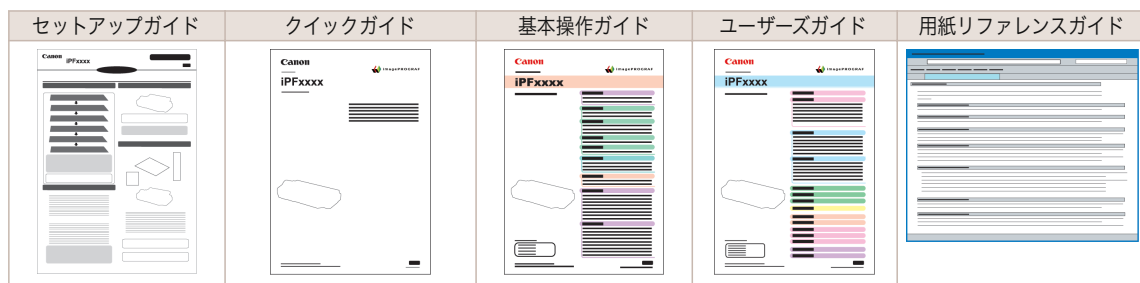 セットアップガイド
クイックガイド
基本操作ガイド
ユーザーズガイド
用紙リファレンスガイド
Canon
iPFxxxx
Canon
imagePROGRAF
iPFxxxx
Canon
imagePROGRAF
iPFxxxx
Canon
imagePROGRAF
iPFxxxx